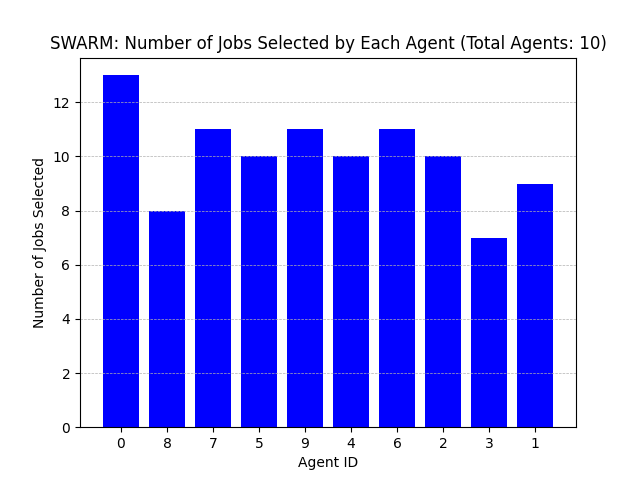 SWARM: Number of Jobs Selected by Each Agent (Total Agents: 10)
Number of Jobs Selected
12
10
8
6
4
2
0
0 8 7 5 9 4 6 2 3 1
Agent ID